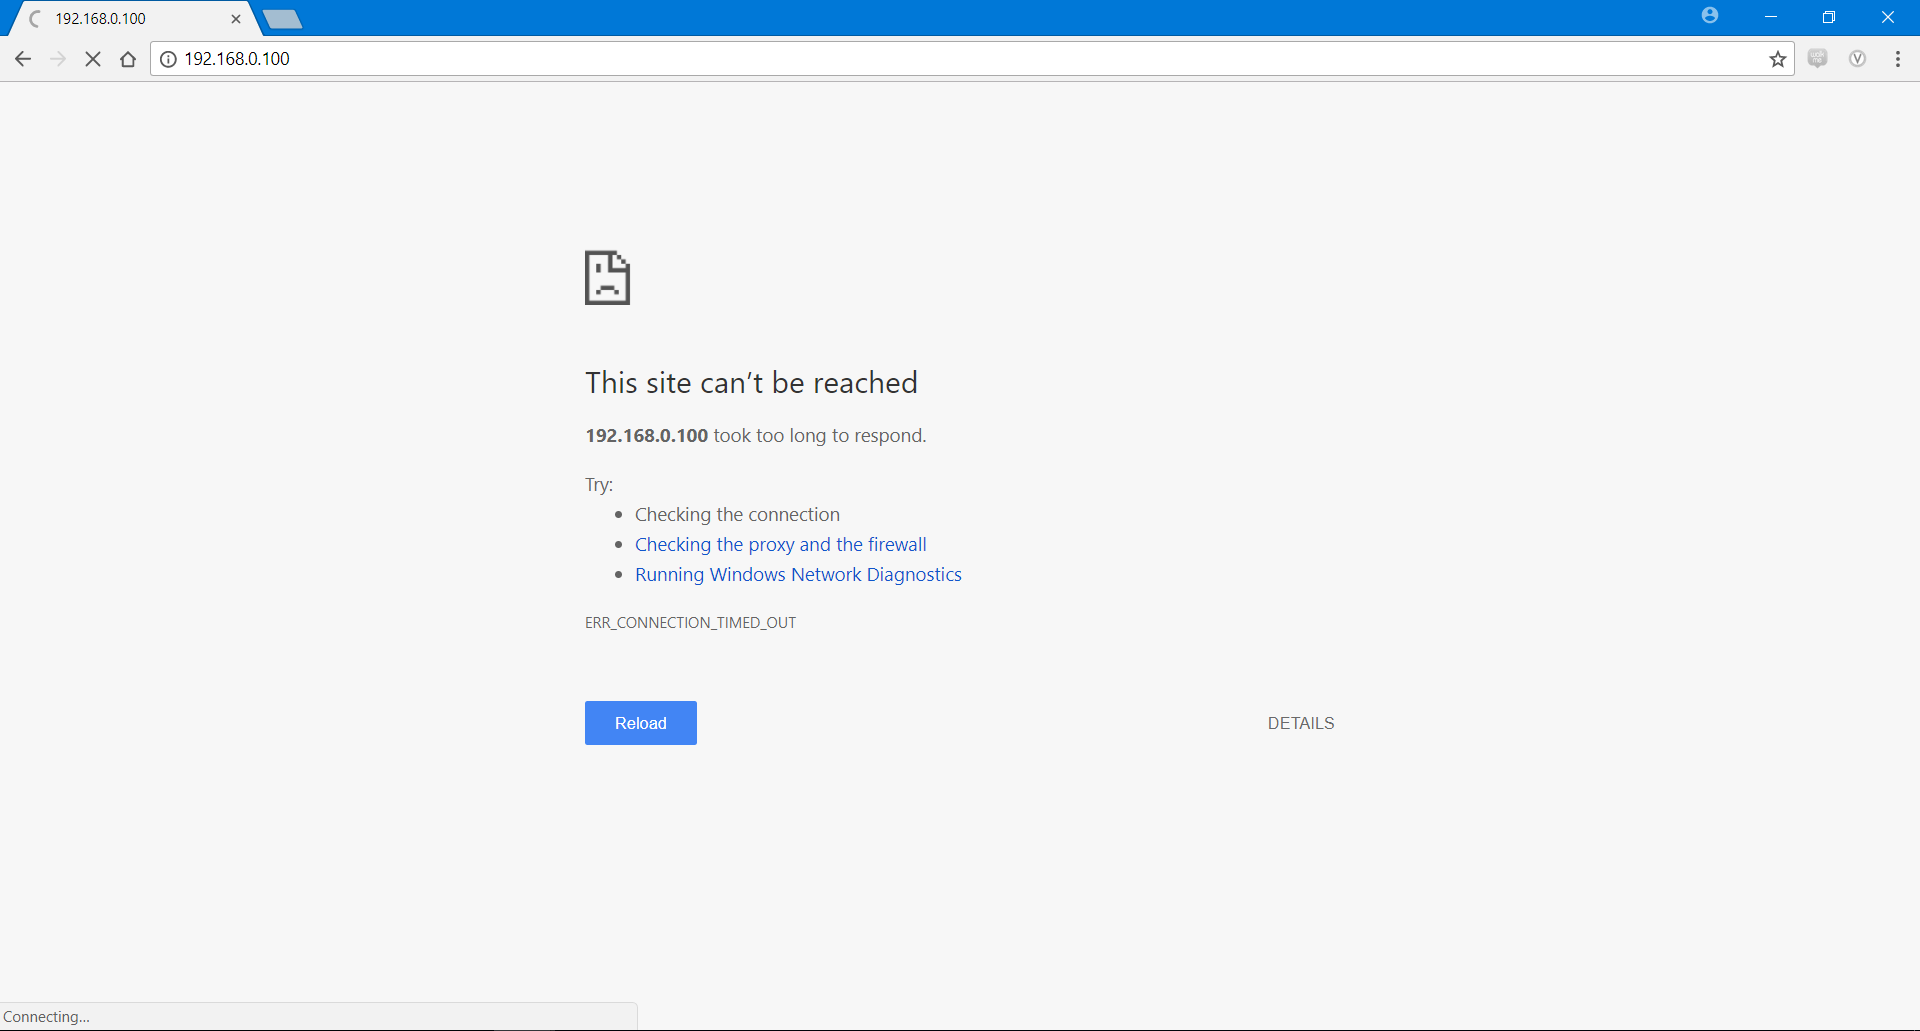 192.168.0.100
192.168.0.100
This site can’t be reached
192.168.0.100 took too long to respond.
Try:
Checking the connection
Checking the proxy and the firewall
Running Windows Network Diagnostics
ERR_CONNECTION_TIMED_OUT
Reload
DETAILS
Connecting...